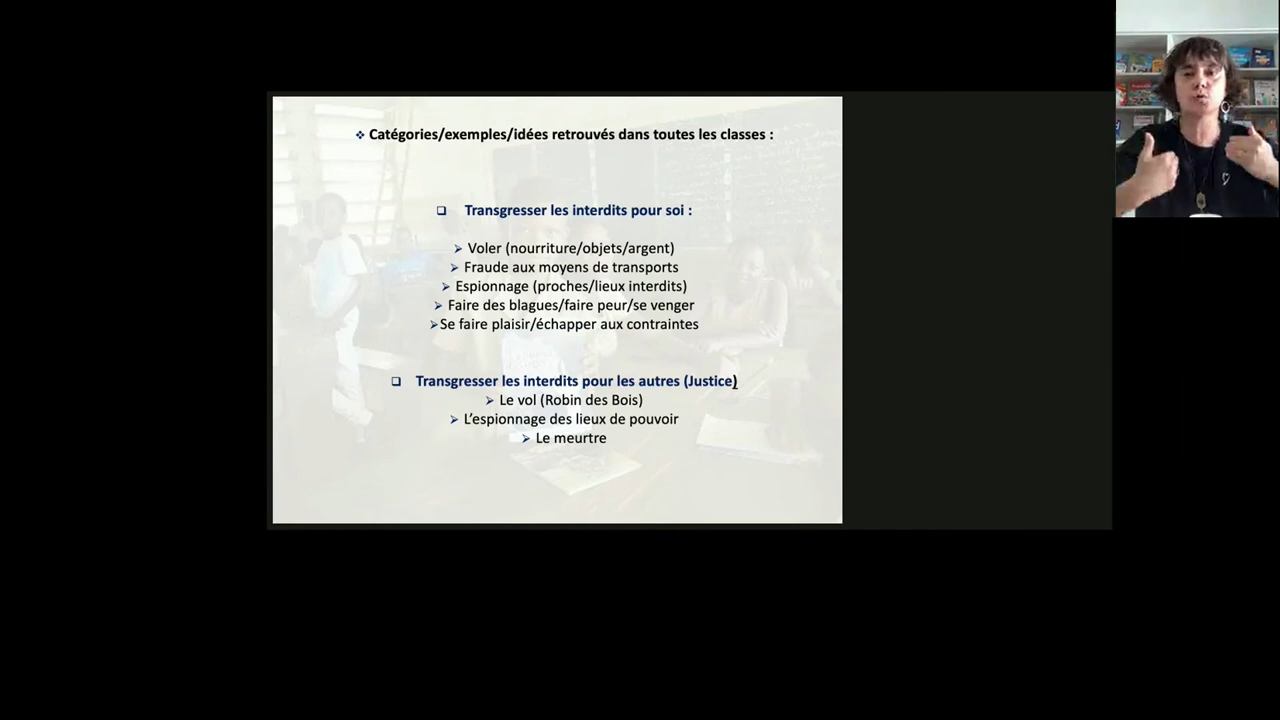 ❖ Catégories/exemples/idées retrouvés dans toutes les classes :
❑ Transgresser les interdits pour soi :
➢ Voler (nourriture/objets/argent)
➢ Fraude aux moyens de transports
➢ Espionnage (proches/lieux interdits)
➢ Faire des blagues/faire peur/se venger
➢Se faire plaisir/échapper aux contraintes
❑ Transgresser les interdits pour les autres (Justice)
➢ Le vol (Robin des Bois)
➢ L’espionnage des lieux de pouvoir
➢ Le meurtre